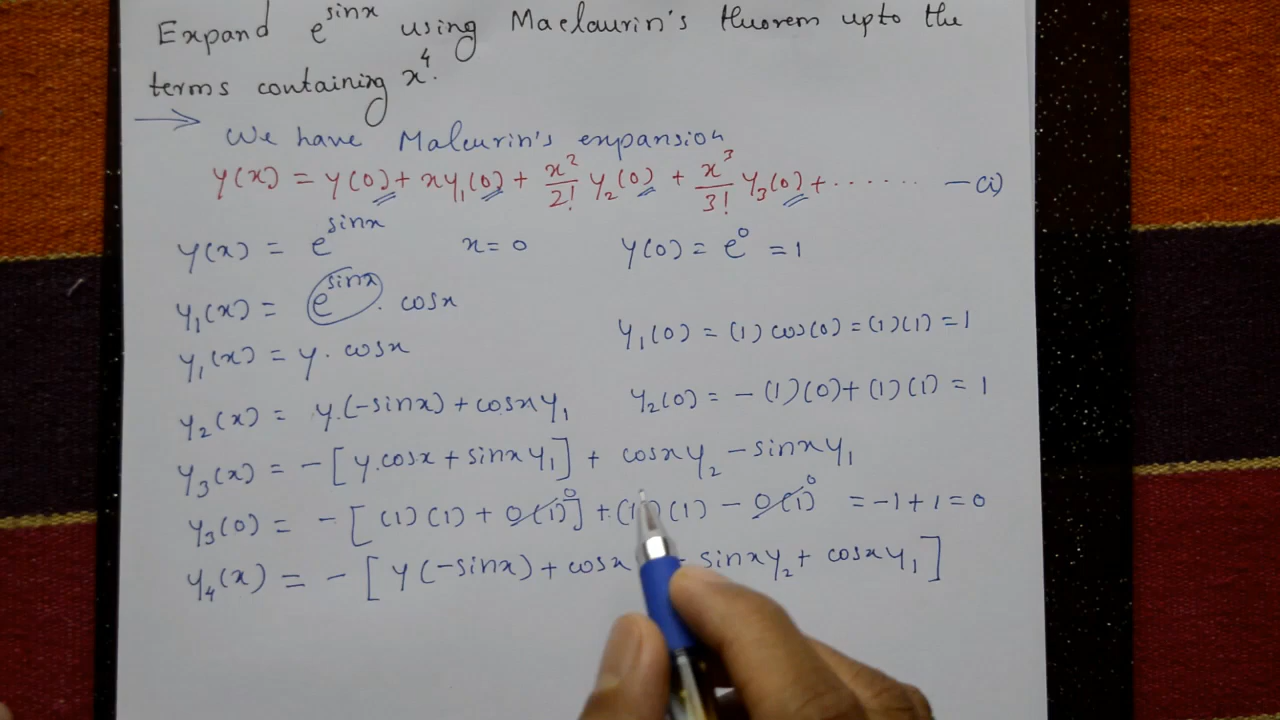 Expand e^sinx using Maclaurin's theorem upto the
terms containing x^4.
→ We have Maleurin's expansion
y(x) = y(0) + xy₁(0) + x²/2! y₂(0) + x³/3! y₃(0) + ....... —(i)
y(x) = e^sinx x = 0 y(0) = e^0 = 1
y₁(x) = e^sinx . cosx
y₁(0) = (1) cos(0) = (1)(1) = 1
y₁(x) = y. cosx
y₂(x) = y.(-sinx) + cosx y₁ y₂(0) = -(1)(0) + (1)(1) = 1
y₃(x) = -[y.cosx + sinx y₁] + cosx y₂ - sinx y₁
y₃(0) = -[(1)(1) + 0(1)^0] + (1)(1) - 0(1)^0 = -1 + 1 = 0
y₄(x) = -[y(-sinx) + cosx sinx y₂ + cosx y₁]